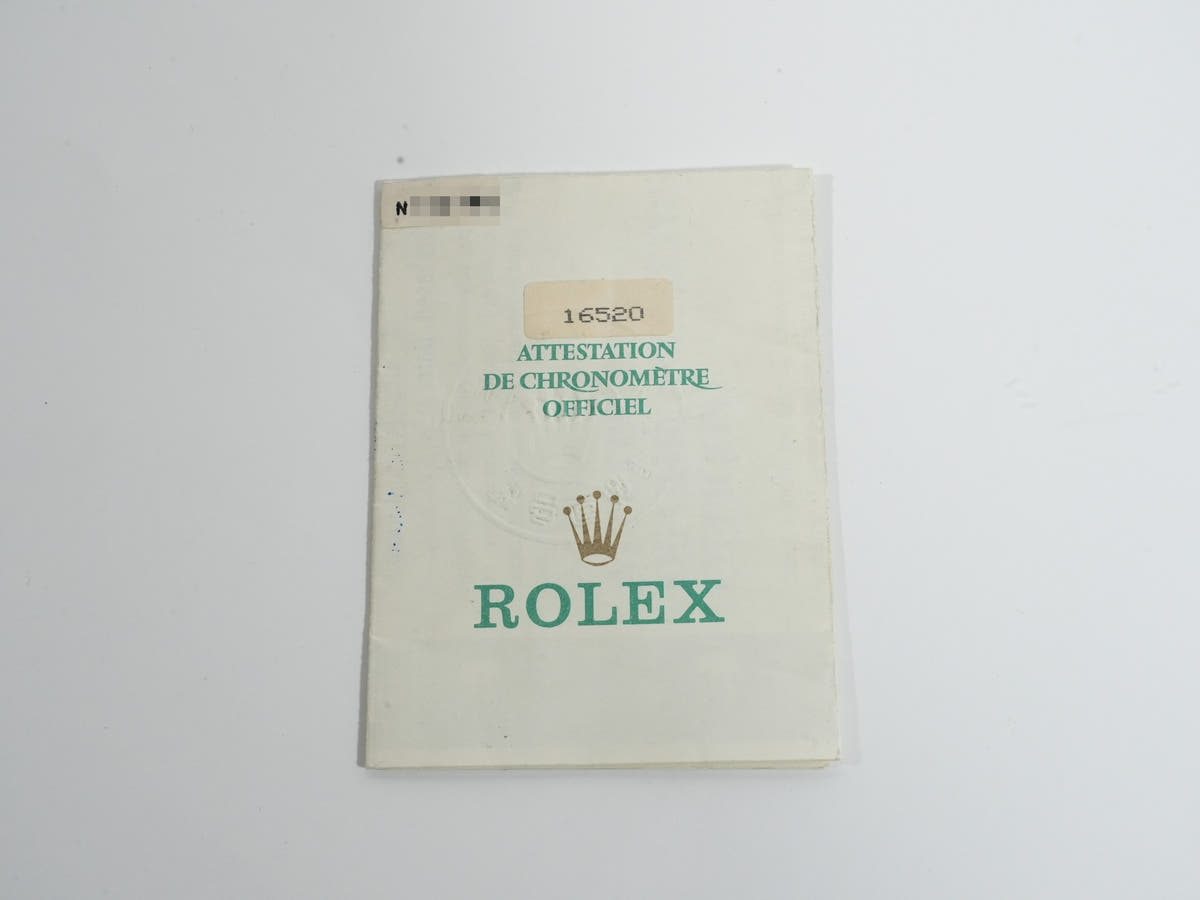 N
16520
ATTESTATION
DE CHRONOMÈTRE
OFFICIEL
ROLEX